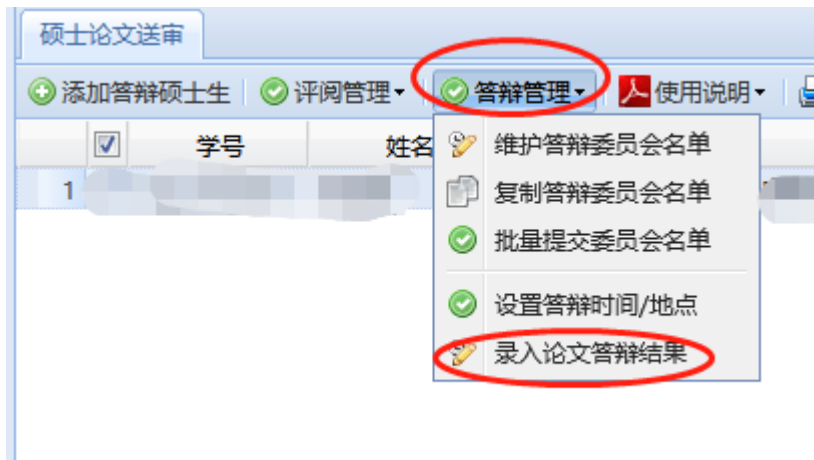 硕士论文送审
添加答辩硕士生 评阅管理 答辩管理 使用说明
学号 姓名
1
维护答辩委员会名单
复制答辩委员会名单
批量提交委员会名单
设置答辩时间/地点
录入论文答辩结果